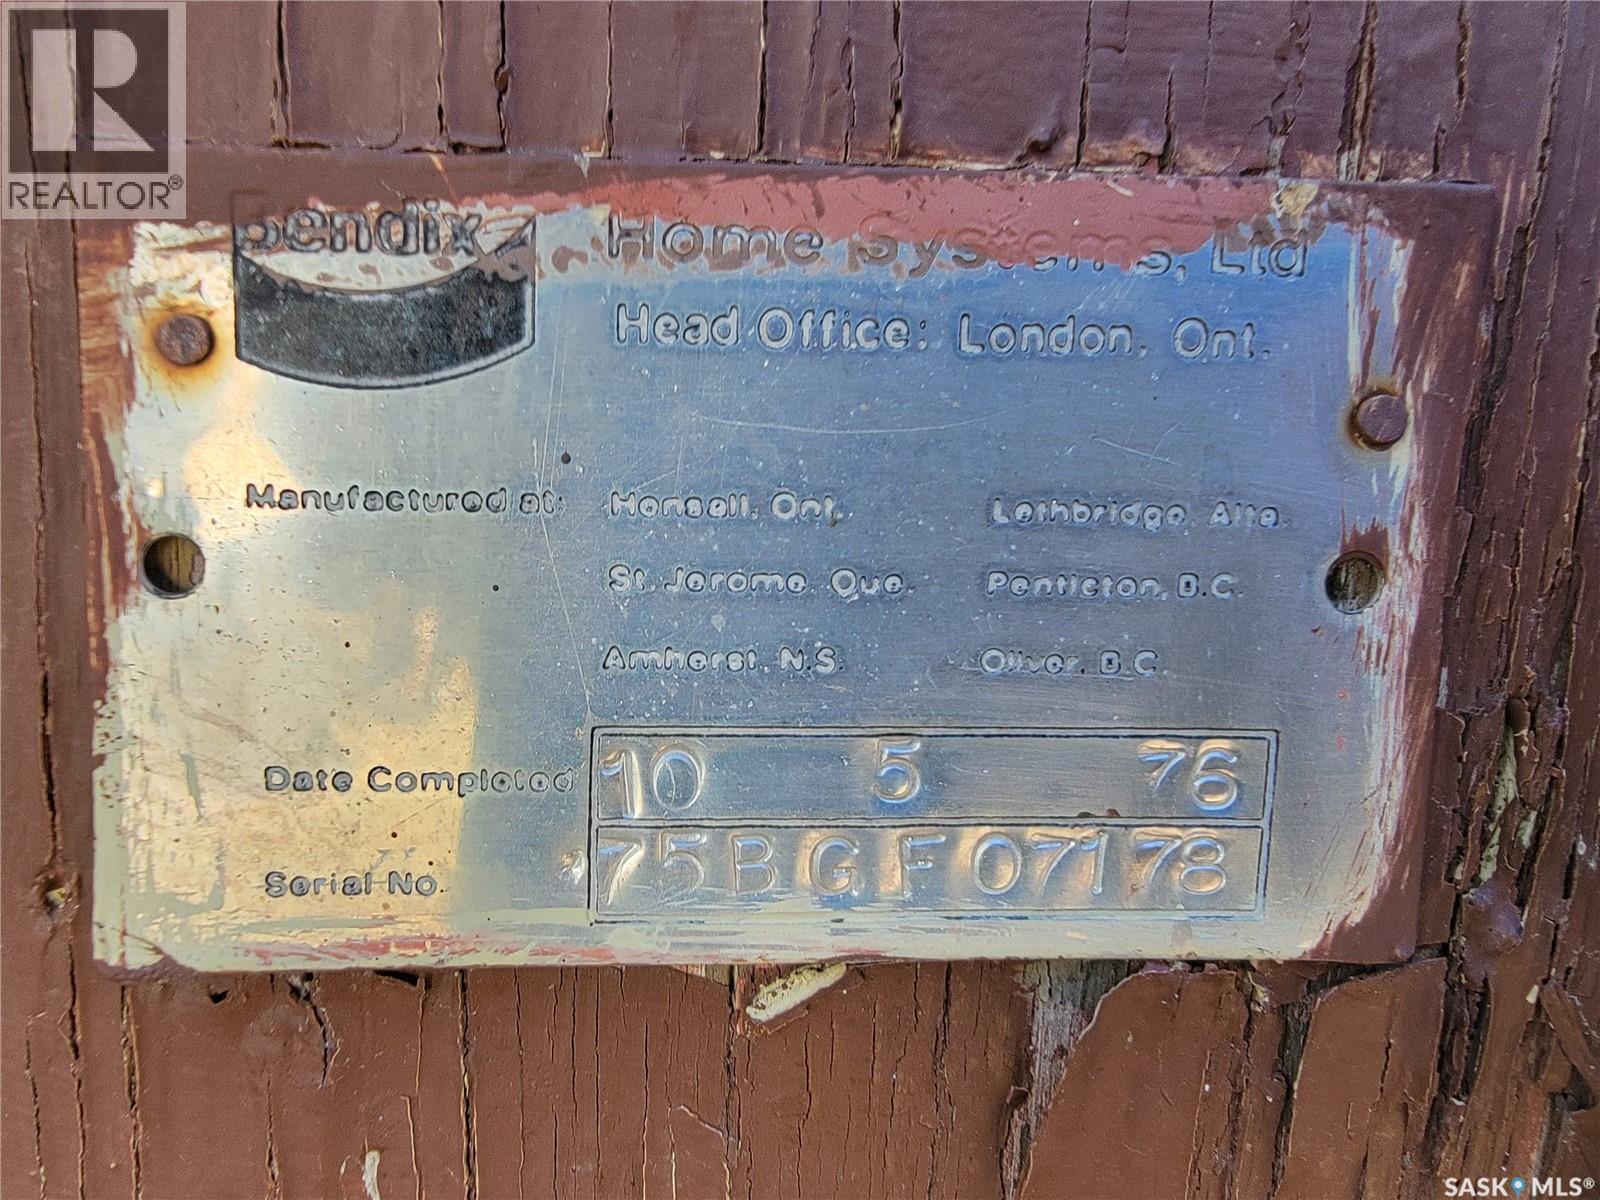 REALTOR®
Bendix Home Systems, Ltd
Head Office: London, Ont.
Manufactured at: Hensall, Ont. Lethbridge, Alta.
St. Jerome, Que. Penticton, B.C.
Amherst, N.S. Oliver, B.C.
Date Completed 10 5 76
Serial No. 75BGF07178
SASK MLS®